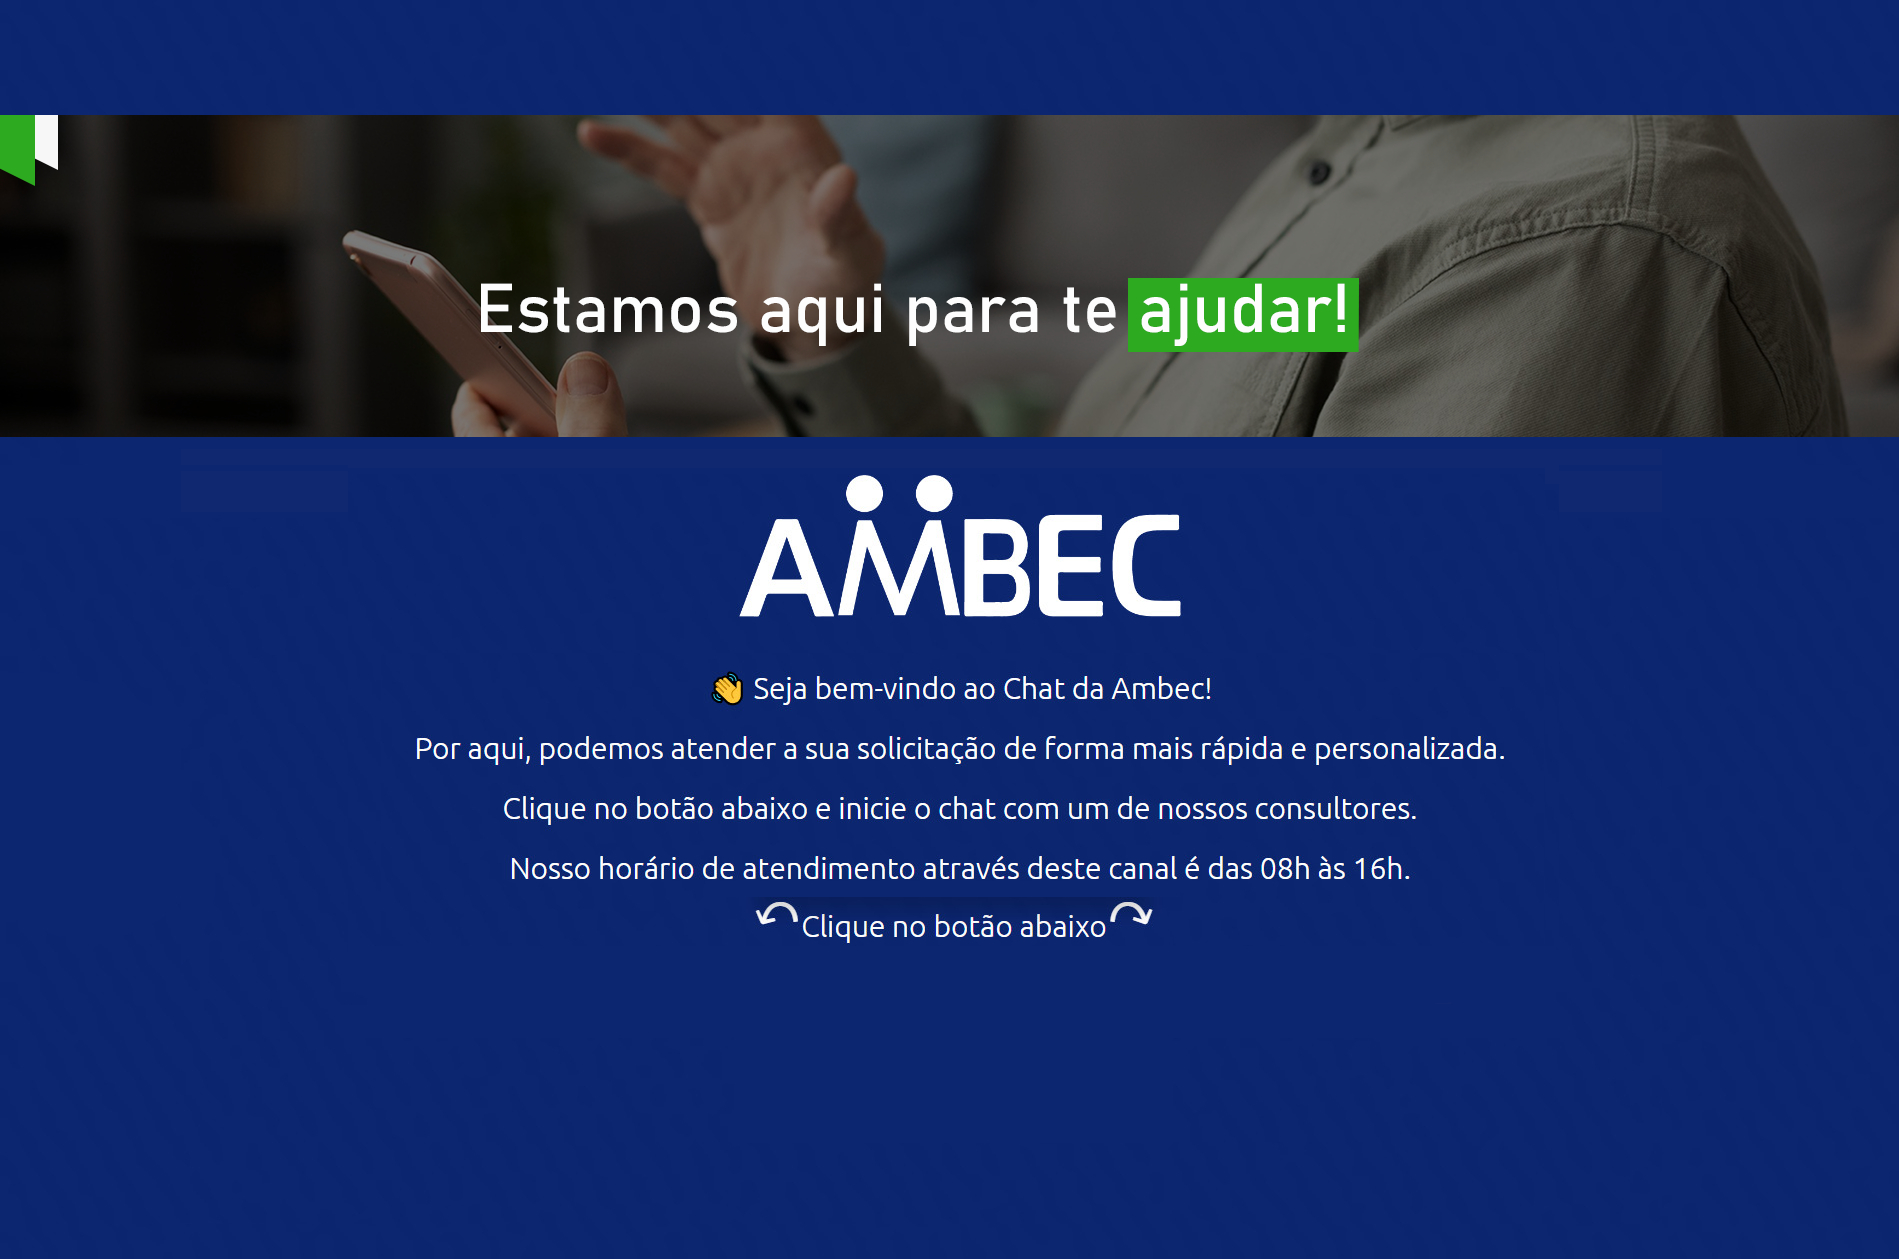 Estamos aqui para te ajudar!
AMBEC
👋 Seja bem-vindo ao Chat da Ambec!
Por aqui, podemos atender a sua solicitação de forma mais rápida e personalizada.
Clique no botão abaixo e inicie o chat com um de nossos consultores.
Nosso horário de atendimento através deste canal é das 08h às 16h.
Clique no botão abaixo